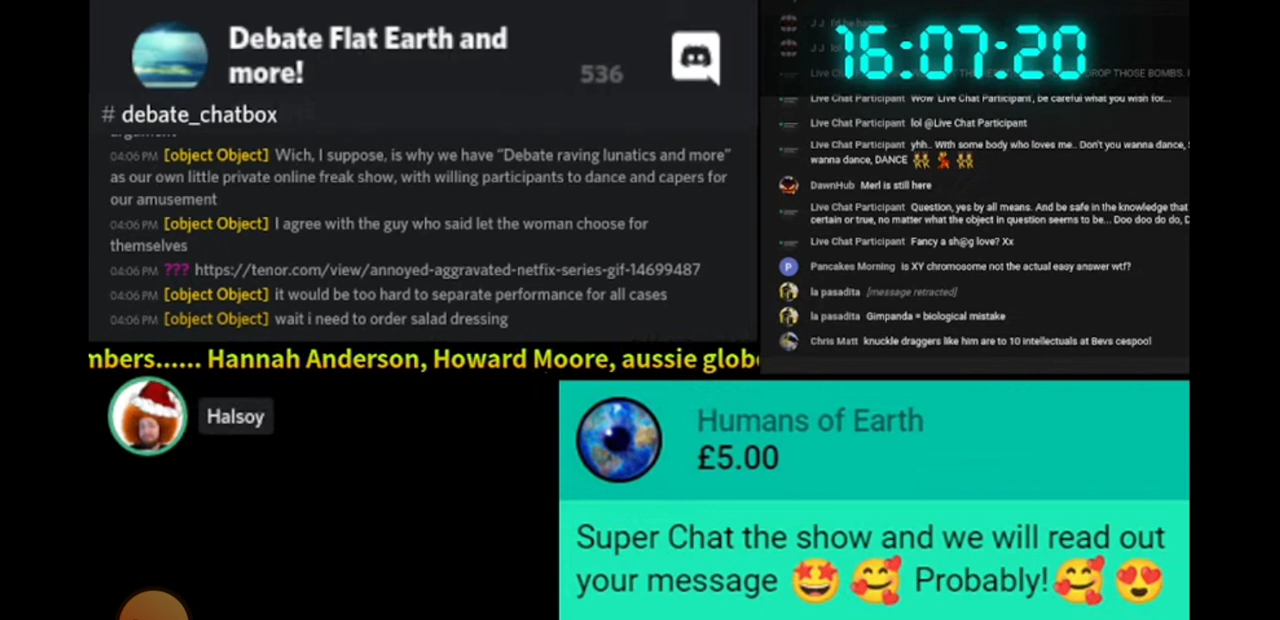 Debate Flat Earth and
more!
536
# debate_chatbox
argument
04:06 PM [object Object] Wich, I suppose, is why we have “Debate raving lunatics and more”
as our own little private online freak show, with willing participants to dance and capers for
our amusement
04:06 PM [object Object] I agree with the guy who said let the woman choose for
themselves
04:06 PM ??? https://tenor.com/view/annoyed-aggravated-netfix-series-gif-14699487
04:06 PM [object Object] it would be too hard to separate performance for all cases
04:06 PM [object Object] wait i need to order salad dressing
mbers...... Hannah Anderson, Howard Moore, aussie glob
Halsoy
J J I'd be happy
J J lol
16:07:20
Live DROP THOSE BOMBS.
Live Chat Participant Wow Live Chat Participant, be careful what you wish for...
Live Chat Participant lol @Live Chat Participant
Live Chat Participant yhh.. With some body who loves me.. Don't you wanna dance,
wanna dance, DANCE 👯 💃 👯
DawnHub Merl is still here
Live Chat Participant Question, yes by all means. And be safe in the knowledge that
certain or true, no matter what the object in question seems to be... Doo doo do do, D
Live Chat Participant Fancy a sh@g love? Xx
P Pancakes Morning is XY chromosome not the actual easy answer wtf?
la pasadita [message retracted]
la pasadita Gimpanda = biological mistake
Chris Matt knuckle draggers like him are to 10 intellectuals at Bevs cespool
Humans of Earth
£5.00
Super Chat the show and we will read out
your message 🤩 🥰 Probably!🥰 😍